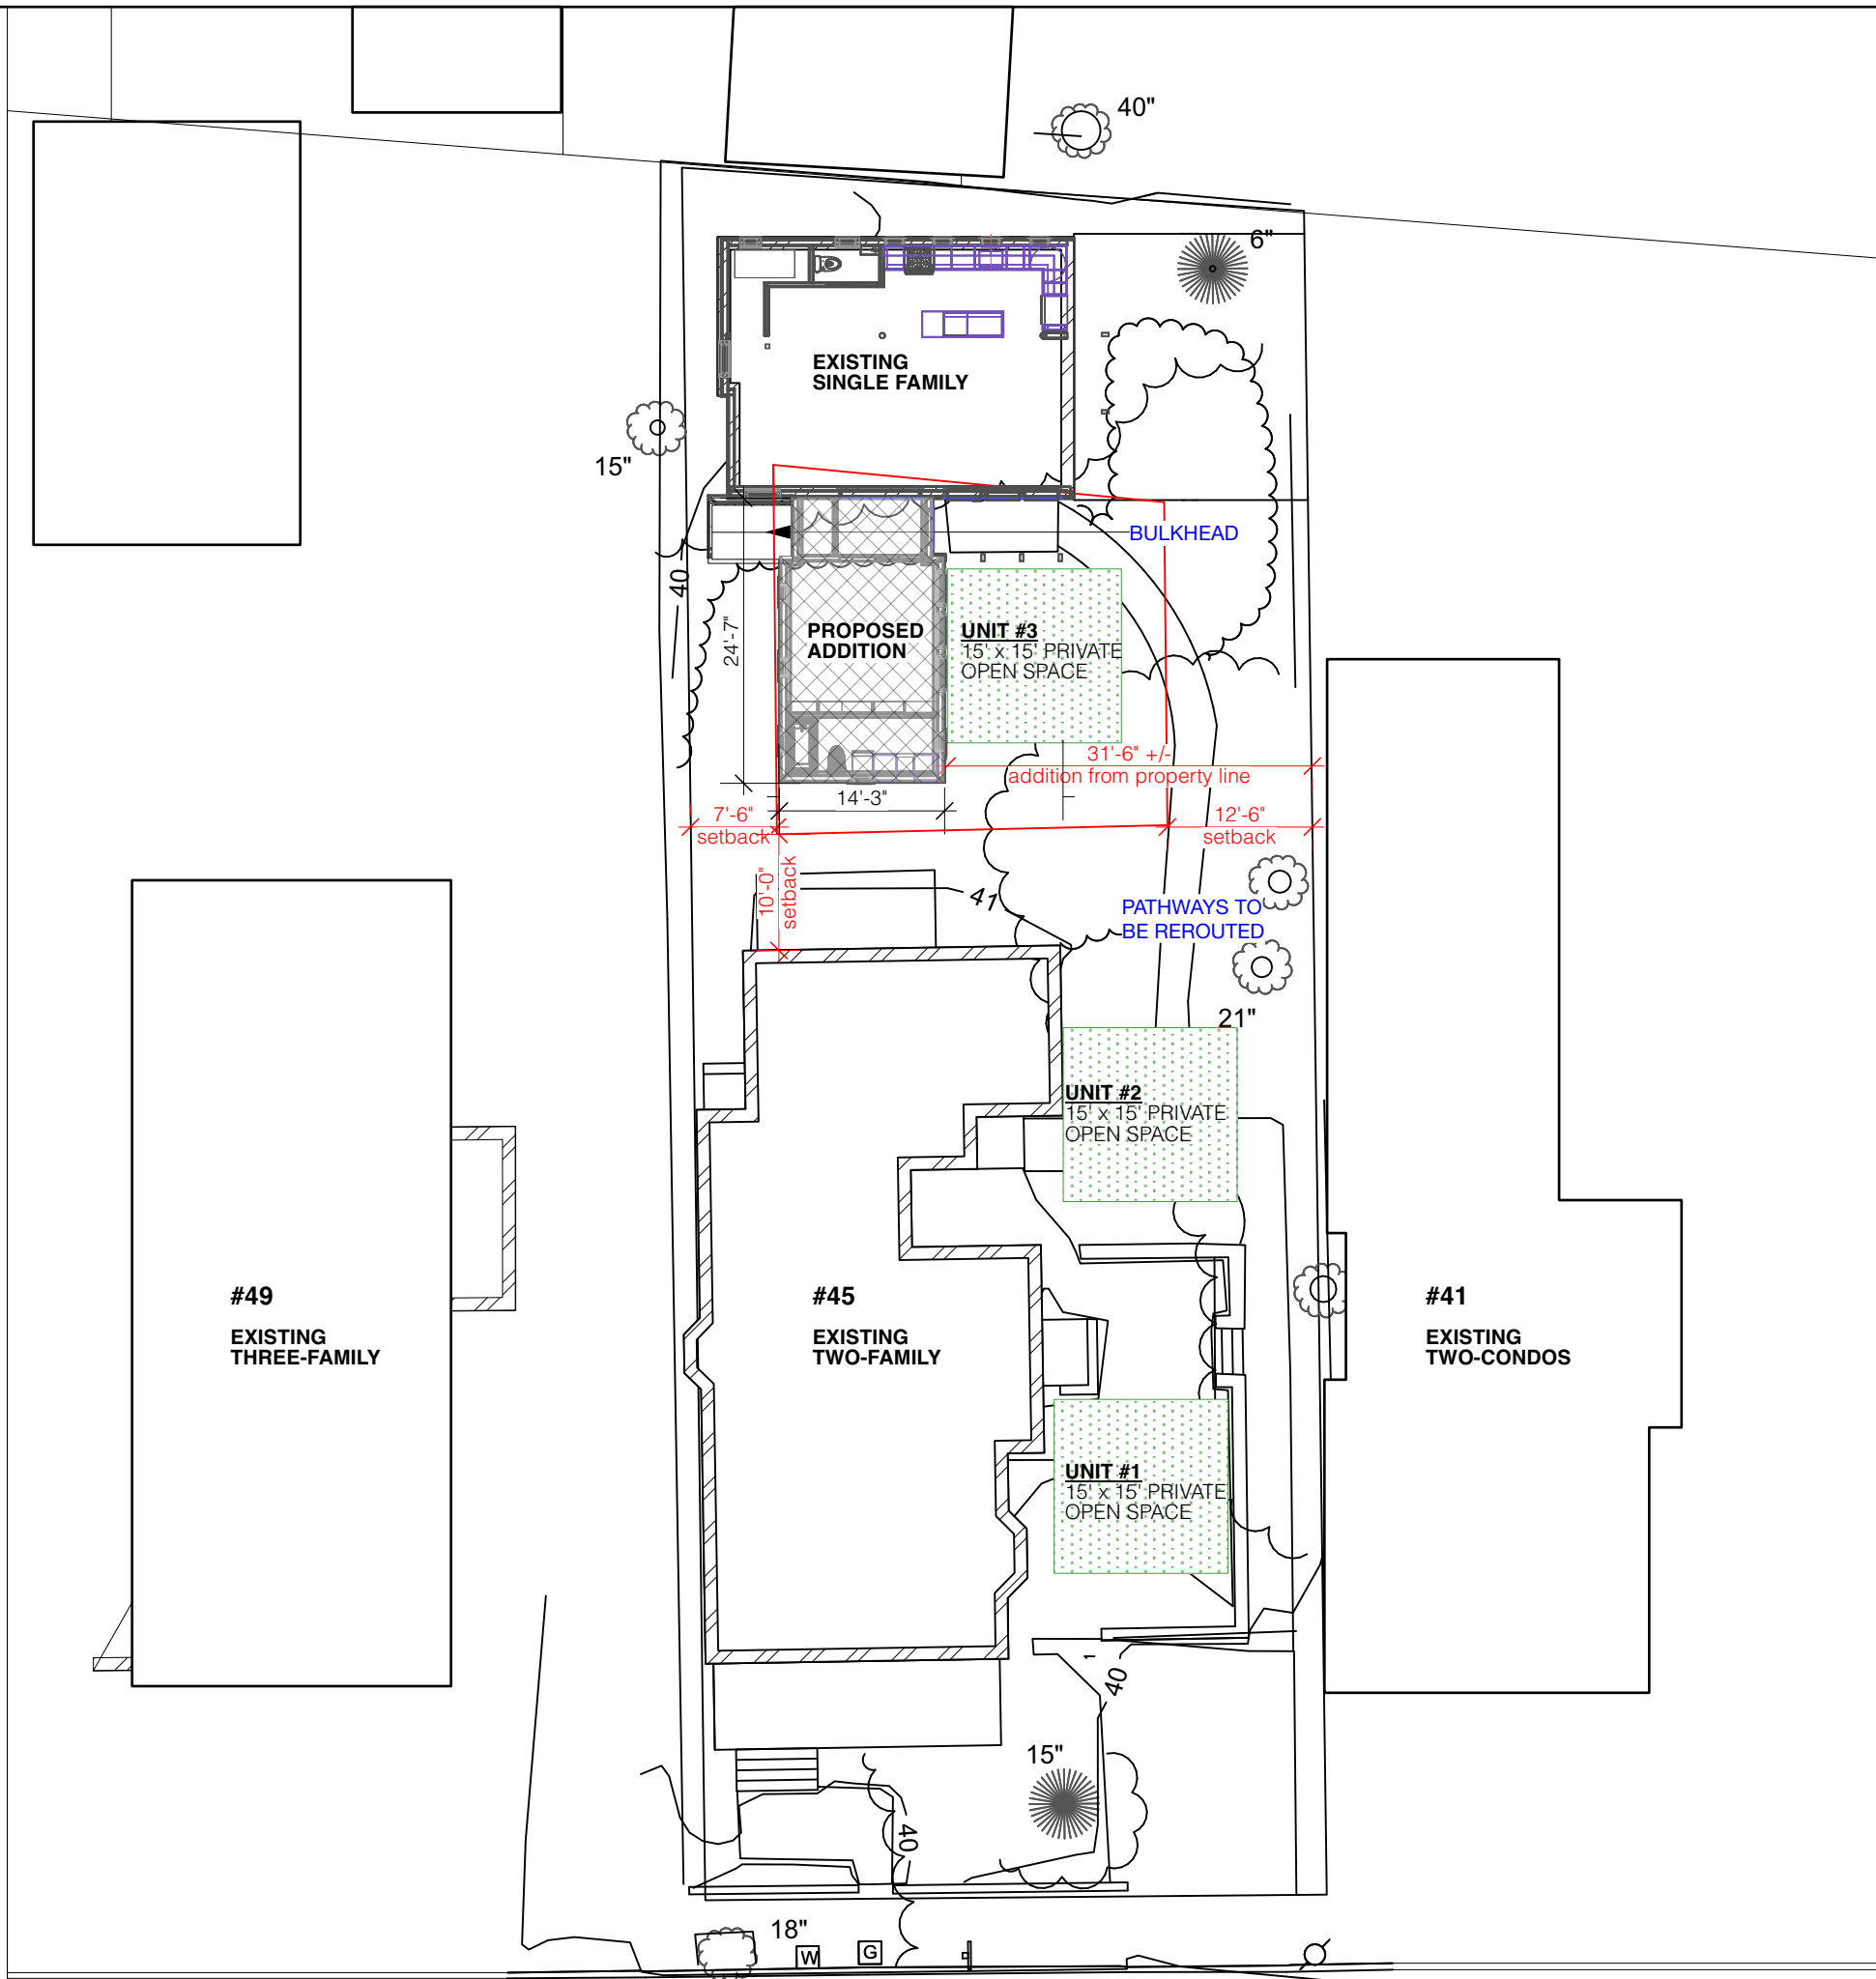 40"
6"
EXISTING
SINGLE FAMILY
15"
BULKHEAD
40
24'-7"
PROPOSED
ADDITION
UNIT #3
15' x 15' PRIVATE
OPEN SPACE
31'-6" +/-
addition from property line
14'-3"
7'-6"
setback
12'-6"
setback
10'-0"
setback
41
PATHWAYS TO
BE REROUTED
21"
UNIT #2
15' x 15' PRIVATE
OPEN SPACE
#49
EXISTING
THREE-FAMILY
#45
EXISTING
TWO-FAMILY
#41
EXISTING
TWO-CONDOS
UNIT #1
15' x 15' PRIVATE
OPEN SPACE
1
40
15"
40
18"
W
G